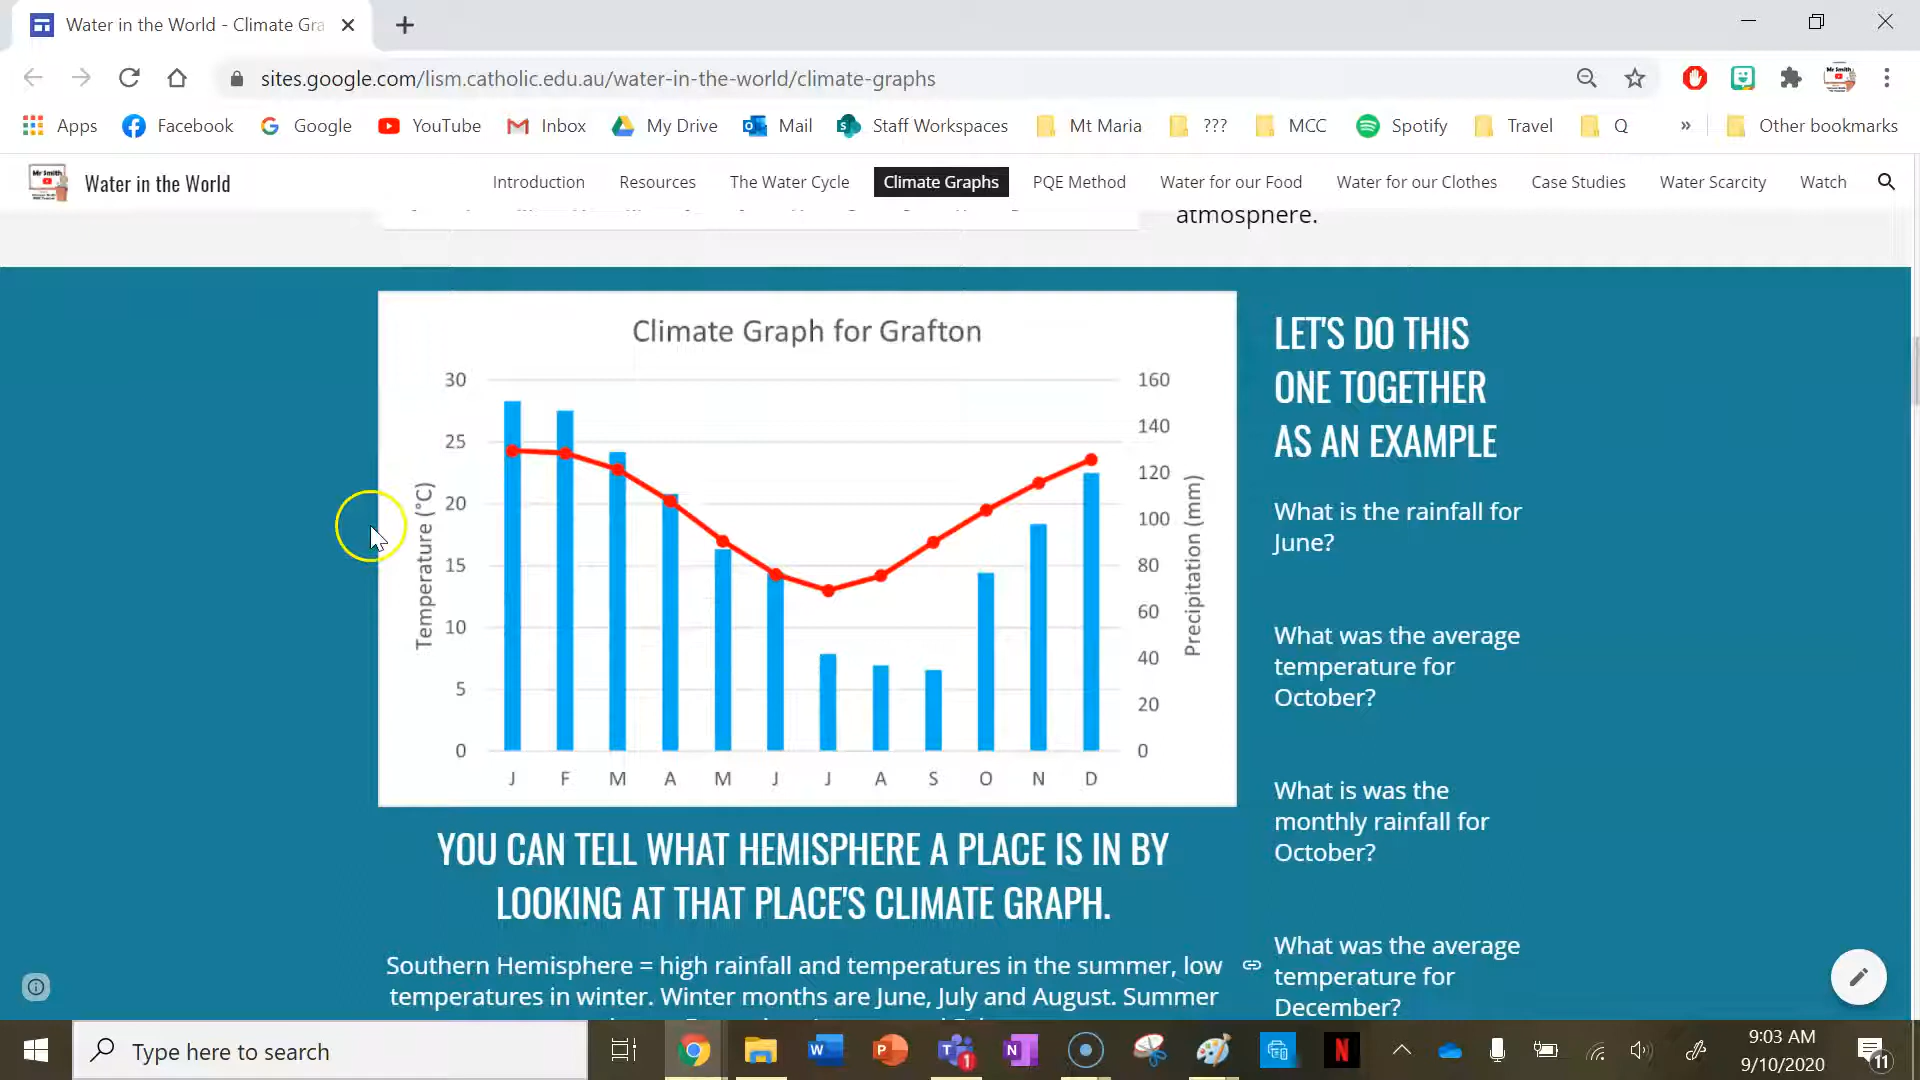 Water in the World - Climate Gra
sites.google.com/lism.catholic.edu.au/water-in-the-world/climate-graphs
Apps Facebook Google YouTube Inbox My Drive Mail Staff Workspaces Mt Maria ??? MCC Spotify Travel Q » Other bookmarks
Mr Smith
Water in the World
Introduction Resources The Water Cycle Climate Graphs PQE Method Water for our Food Water for our Clothes Case Studies Water Scarcity Watch
atmosphere.
Climate Graph for Grafton
Temperature (°C)
30
25
20
15
10
5
0
160
140
120
100
80
60
40
20
0
Precipitation (mm)
J F M A M J J A S O N D
LET'S DO THIS
ONE TOGETHER
AS AN EXAMPLE
What is the rainfall for
June?
What was the average
temperature for
October?
What is was the
monthly rainfall for
October?
What was the average
temperature for
December?
YOU CAN TELL WHAT HEMISPHERE A PLACE IS IN BY
LOOKING AT THAT PLACE'S CLIMATE GRAPH.
Southern Hemisphere = high rainfall and temperatures in the summer, low
temperatures in winter. Winter months are June, July and August. Summer
Type here to search
9:03 AM
9/10/2020
1
11